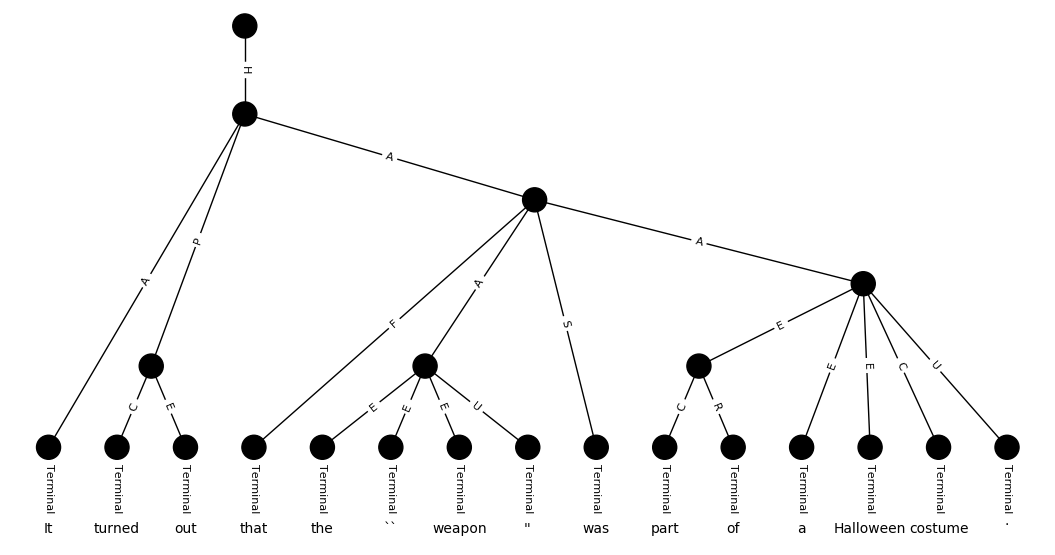 H
A
P
A
A
F
A
S
E
E
E
C
U
C
E
E
E
E
U
C
R
Terminal Terminal Terminal Terminal Terminal Terminal Terminal Terminal Terminal Terminal Terminal Terminal Terminal Terminal Terminal
It turned out that the `` weapon " was part of a Halloween costume .